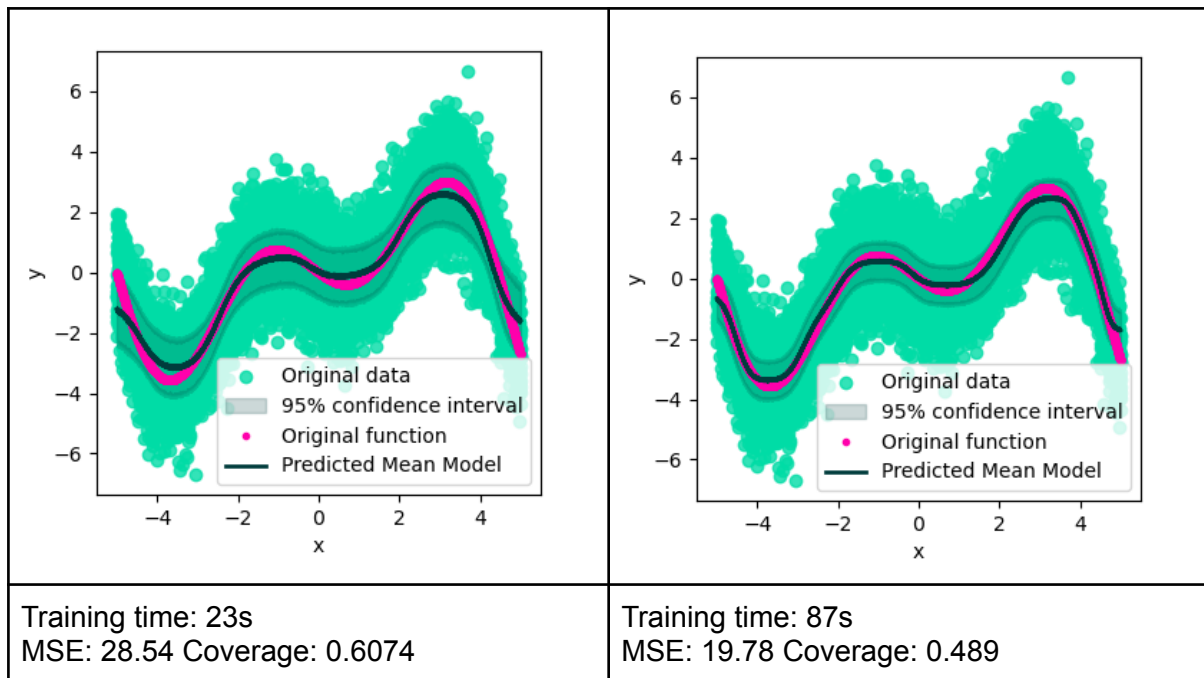 6
4
2
0
−2
−4
−6
y
Original data
95% confidence interval
Original function
Predicted Mean Model
−4 −2 0 2 4
x
6
4
2
0
−2
−4
−6
y
Original data
95% confidence interval
Original function
Predicted Mean Model
−4 −2 0 2 4
x
Training time: 23s
MSE: 28.54 Coverage: 0.6074
Training time: 87s
MSE: 19.78 Coverage: 0.489